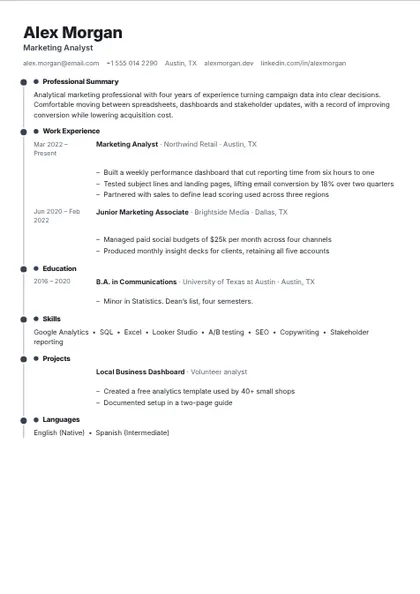 Alex Morgan
Marketing Analyst
alex.morgan@email.com +1 555 014 2290 Austin, TX alexmorgan.dev linkedin.com/in/alexmorgan
Professional Summary
Analytical marketing professional with four years of experience turning campaign data into clear decisions.
Comfortable moving between spreadsheets, dashboards and stakeholder updates, with a record of improving
conversion while lowering acquisition cost.
Work Experience
Mar 2022 –
Present
Marketing Analyst · Northwind Retail · Austin, TX
– Built a weekly performance dashboard that cut reporting time from six hours to one
– Tested subject lines and landing pages, lifting email conversion by 18% over two quarters
– Partnered with sales to define lead scoring used across three regions
Jun 2020 – Feb
2022
Junior Marketing Associate · Brightside Media · Dallas, TX
– Managed paid social budgets of $25k per month across four channels
– Produced monthly insight decks for clients, retaining all five accounts
Education
2016 – 2020
B.A. in Communications · University of Texas at Austin · Austin, TX
– Minor in Statistics. Dean's list, four semesters.
Skills
Google Analytics • SQL • Excel • Looker Studio • A/B testing • SEO • Copywriting • Stakeholder
reporting
Projects
Local Business Dashboard · Volunteer analyst
– Created a free analytics template used by 40+ small shops
– Documented setup in a two-page guide
Languages
English (Native) • Spanish (Intermediate)